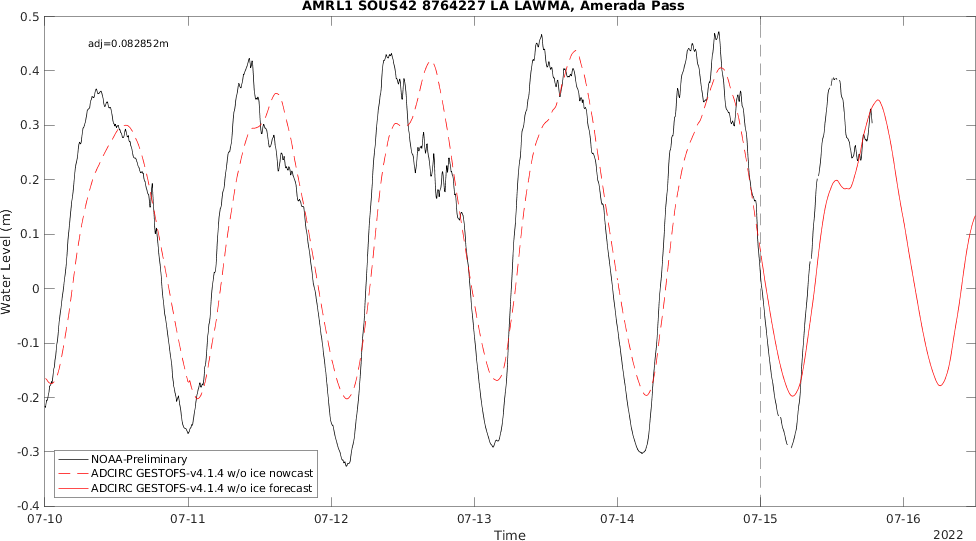 AMRL1 SOUS42 8764227 LA LAWMA, Amerada Pass
adj=0.082852m
0.5
0.4
0.3
0.2
0.1
0
-0.1
-0.2
-0.3
-0.4
Water Level (m)
NOAA-Preliminary
ADCIRC GESTOFS-v4.1.4 w/o ice nowcast
ADCIRC GESTOFS-v4.1.4 w/o ice forecast
07-10 07-11 07-12 07-13 07-14 07-15 07-16
Time
2022